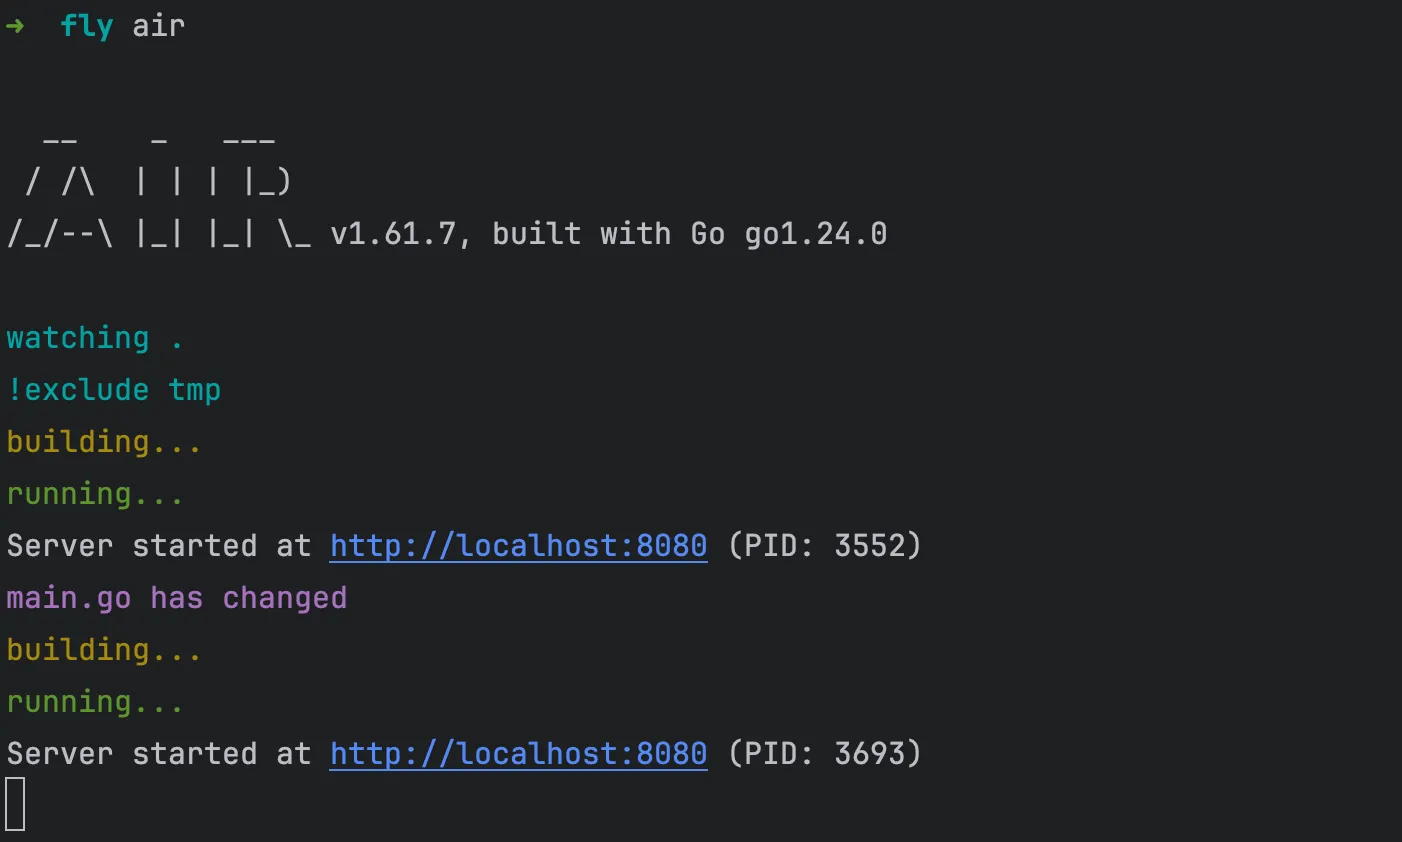 ➜  fly air

  __    _   ___
 / /\  | | | |_)
/_/--\ |_| |_| \_ v1.61.7, built with Go go1.24.0

watching .
!exclude tmp
building...
running...
Server started at http://localhost:8080 (PID: 3552)
main.go has changed
building...
running...
Server started at http://localhost:8080 (PID: 3693)